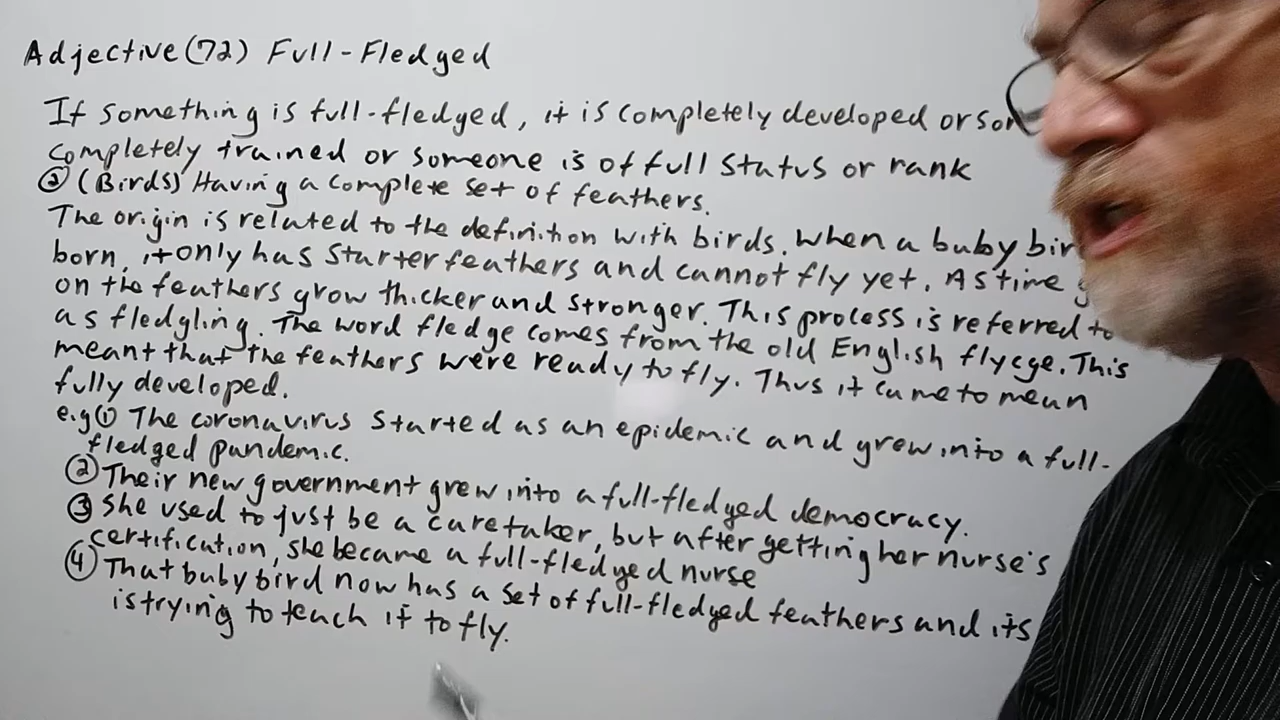 Adjective(72) Full-Fledged
If something is full-fledged, it is completely developed or
completely trained or someone is of full status or rank
② (Birds) Having a complete set of feathers.
The origin is related to the definition with birds. When a baby
born, it only has starter feathers and cannot fly yet. As time
on the feathers grow thicker and stronger. This process is referred to
as fledgling. The word fledge comes from the old English flycge. This
meant that the feathers were ready to fly. Thus it came to mean
fully developed.
e.g ① The coronavirus started as an epidemic and grew into a full-
fledged pandemic.
② Their new government grew into a full-fledged democracy.
③ She used to just be a caretaker, but after getting her nurse's
certification, she became a full-fledged nurse
④ That baby bird now has a set of full-fledged feathers and its
is trying to teach it to fly.